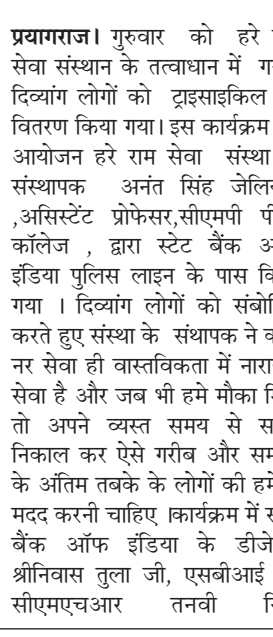 प्रयागराज। गुरुवार को हरे
सेवा संस्थान के तत्वाधान में
दिव्यांग लोगों को ट्राइसाइकिल
वितरण किया गया। इस कार्यक्रम
आयोजन हरे राम सेवा संस्था
संस्थापक अनंत सिंह
,असिस्टेंट प्रोफेसर,सीएमपी
कॉलेज , द्वारा स्टेट बैंक
इंडिया पुलिस लाइन के पास
गया । दिव्यांग लोगों को
करते हुए संस्था के संथापक ने
नर सेवा ही वास्तविकता में
सेवा है और जब भी हमे मौका
तो अपने व्यस्त समय से
निकाल कर ऐसे गरीब और
के अंतिम तबके के लोगों की
मदद करनी चाहिए ।कार्यक्रम में
बैंक ऑफ इंडिया के
श्रीनिवास तुला जी, एसबीआई
सीएमएचआर तनवी